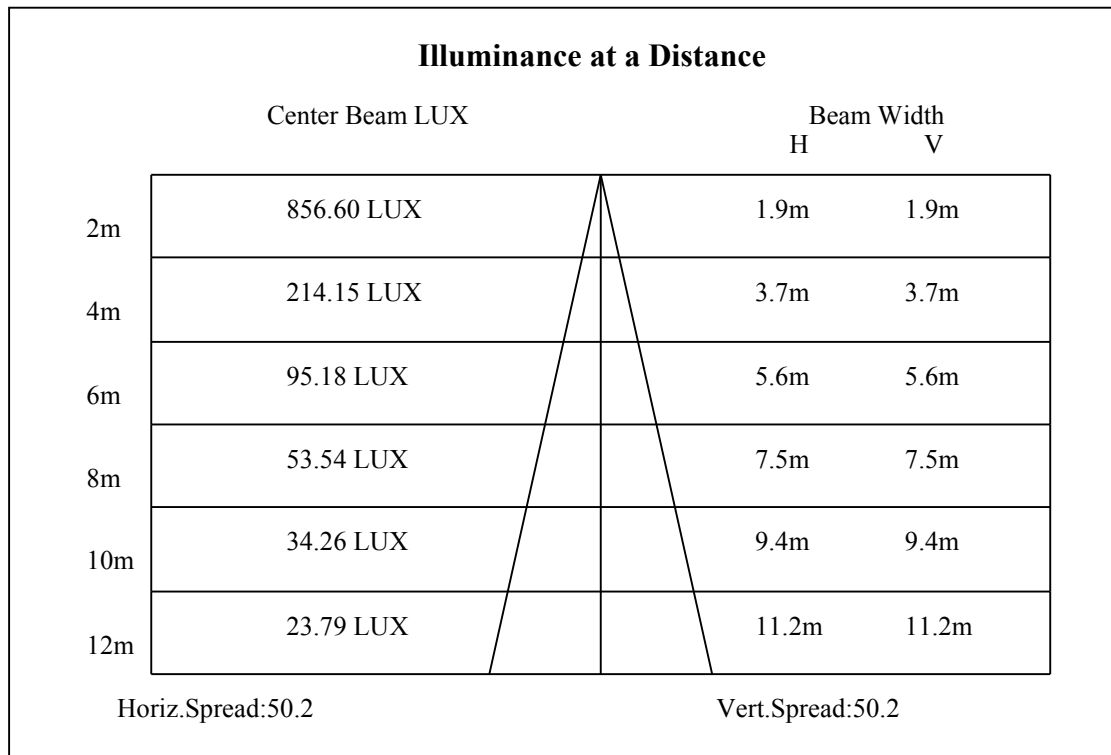 Illuminance at a Distance
Center Beam LUX Beam Width
H V
2m 856.60 LUX 1.9m 1.9m
4m 214.15 LUX 3.7m 3.7m
6m 95.18 LUX 5.6m 5.6m
8m 53.54 LUX 7.5m 7.5m
10m 34.26 LUX 9.4m 9.4m
12m 23.79 LUX 11.2m 11.2m
Horiz.Spread:50.2 Vert.Spread:50.2